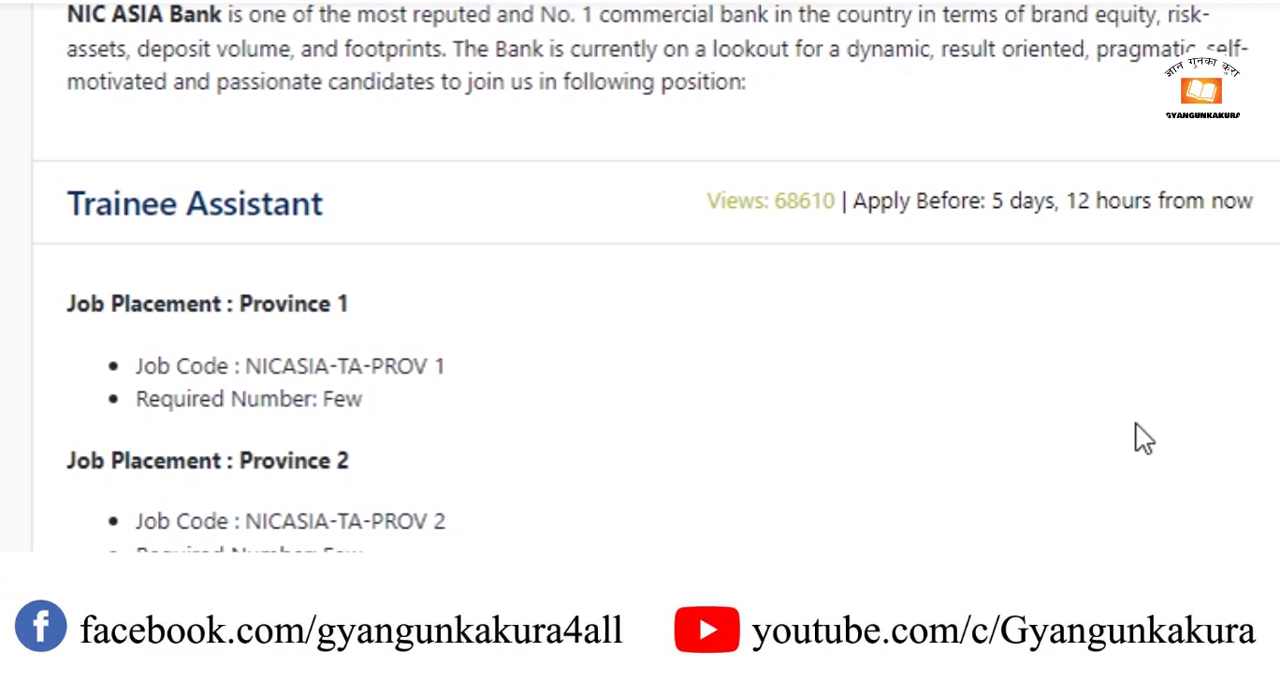 NIC ASIA Bank is one of the most reputed and No. 1 commercial bank in the country in terms of brand equity, risk-
assets, deposit volume, and footprints. The Bank is currently on a lookout for a dynamic, result oriented, pragmatic, self-
motivated and passionate candidates to join us in following position:
ज्ञान गुनका कुरा
GYANGUNKAKURA
Trainee Assistant
Views: 68610 | Apply Before: 5 days, 12 hours from now
Job Placement : Province 1
• Job Code : NICASIA-TA-PROV 1
• Required Number: Few
Job Placement : Province 2
• Job Code : NICASIA-TA-PROV 2
• Required Number: Few
facebook.com/gyangunkakura4all
youtube.com/c/Gyangunkakura